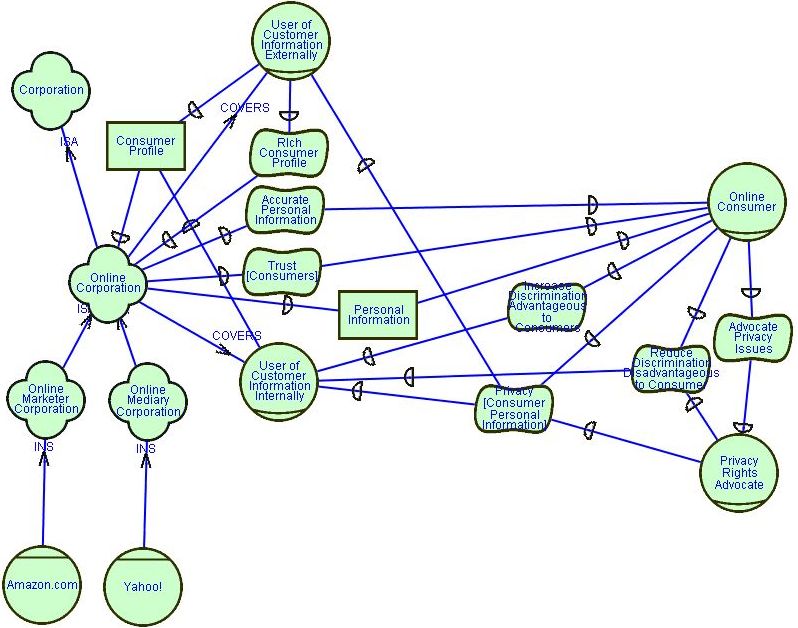 User of
Customer
Information
Externally
Corporation
COVERS
ISA
Consumer
Profile
RIch
Consumer
Profile
Accurate
Personal
Information
Online
Consumer
Online
Corporation
Trust
[Consumers]
Personal
Information
Increase
Discrimination
Advantageous
to
Consumers
COVERS
Advocate
Privacy
Issues
User of
Customer
Information
Internally
Reduce
Discrimination
Disadvantageous
to Consumer
Online
Marketer
Corporation
Online
Mediary
Corporation
Privacy
[Consumer
Personal
Information]
INS
INS
Privacy
Rights
Advocate
Amazon.com
Yahoo!